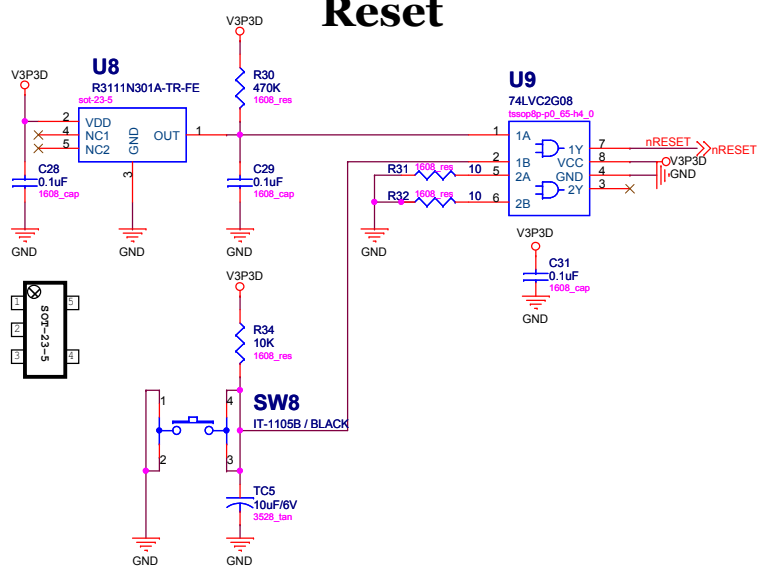 Reset
V3P3D
V3P3D
U8
R3111N301A-TR-FE
sot-23-5
2 VDD
4 NC1
5 NC2
GND
OUT 1
3
R30
470K
1608_res
C28
0.1uF
1608_cap
C29
0.1uF
1608_cap
GND
GND
GND
U9
74LVC2G08
tssop8p-p0_65-h4_0
1 1A
2 1B
5 2A
6 2B
1Y 7
VCC 8
GND 4
2Y 3
nRESET
nRESET
V3P3D
GND
R31 1608_res 10
R32 1608_res 10
GND
V3P3D
C31
0.1uF
1608_cap
GND
1 5
2
3 4
SOT-23-5
V3P3D
R34
10K
1608_res
SW8
IT-1105B / BLACK
1 4
2 3
TC5
10uF/6V
3528_tan
GND
GND